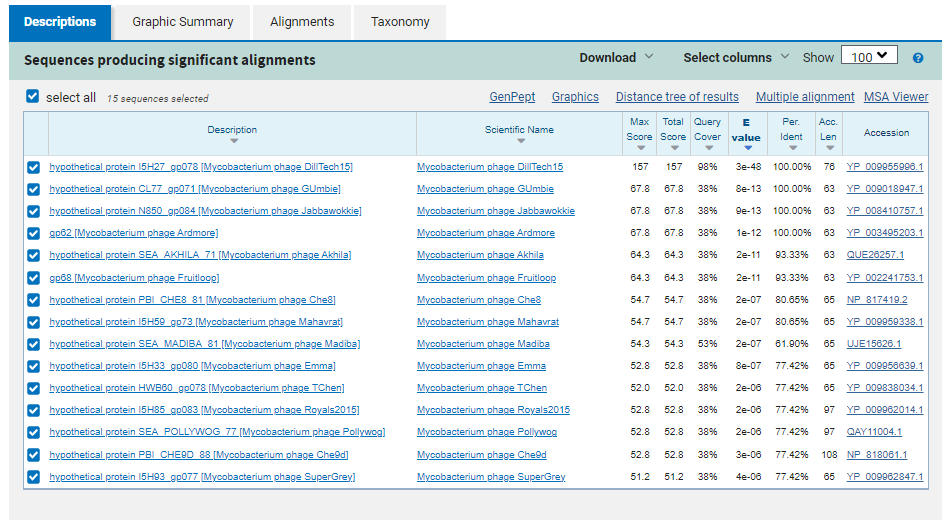 Descriptions Graphic Summary Alignments Taxonomy
Sequences producing significant alignments Download Select columns Show 100
select all 15 sequences selected GenPept Graphics Distance tree of results Multiple alignment MSA Viewer
Description Scientific Name Max Score Total Score Query Cover E value Per. Ident Acc. Len Accession
hypothetical protein I5H27_gp078 [Mycobacterium phage DillTech15] Mycobacterium phage DillTech15 157 157 98% 3e-48 100.00% 76 YP_009955996.1
hypothetical protein CL77_gp071 [Mycobacterium phage GUmbie] Mycobacterium phage GUmbie 67.8 67.8 38% 8e-13 100.00% 63 YP_009018947.1
hypothetical protein N850_gp084 [Mycobacterium phage Jabbawokkie] Mycobacterium phage Jabbawokkie 67.8 67.8 38% 9e-13 100.00% 63 YP_008410757.1
gp62 [Mycobacterium phage Ardmore] Mycobacterium phage Ardmore 67.8 67.8 38% 1e-12 100.00% 63 YP_003495203.1
hypothetical protein SEA_AKHILA_71 [Mycobacterium phage Akhila] Mycobacterium phage Akhila 64.3 64.3 38% 2e-11 93.33% 63 QUE26257.1
gp68 [Mycobacterium phage Fruitloop] Mycobacterium phage Fruitloop 64.3 64.3 38% 2e-11 93.33% 63 YP_002241753.1
hypothetical protein PBI_CHE8_81 [Mycobacterium phage Che8] Mycobacterium phage Che8 54.7 54.7 38% 2e-07 80.65% 65 NP_817419.2
hypothetical protein I5H59_gp73 [Mycobacterium phage Mahavrat] Mycobacterium phage Mahavrat 54.7 54.7 38% 2e-07 80.65% 65 YP_009959338.1
hypothetical protein SEA_MADIBA_81 [Mycobacterium phage Madiba] Mycobacterium phage Madiba 54.3 54.3 53% 2e-07 61.90% 65 UJE15626.1
hypothetical protein I5H33_gp080 [Mycobacterium phage Emma] Mycobacterium phage Emma 52.8 52.8 38% 8e-07 77.42% 65 YP_009956639.1
hypothetical protein HWB60_gp078 [Mycobacterium phage TChen] Mycobacterium phage TChen 52.0 52.0 38% 2e-06 77.42% 65 YP_009838034.1
hypothetical protein I5H85_gp083 [Mycobacterium phage Royals2015] Mycobacterium phage Royals2015 52.8 52.8 38% 2e-06 77.42% 97 YP_009962014.1
hypothetical protein SEA_POLLYWOG_77 [Mycobacterium phage Pollywog] Mycobacterium phage Pollywog 52.8 52.8 38% 2e-06 77.42% 97 QAY11004.1
hypothetical protein PBI_CHE9D_88 [Mycobacterium phage Che9d] Mycobacterium phage Che9d 52.8 52.8 38% 3e-06 77.42% 108 NP_818061.1
hypothetical protein I5H93_gp077 [Mycobacterium phage SuperGrey] Mycobacterium phage SuperGrey 51.2 51.2 38% 4e-06 77.42% 65 YP_009962847.1